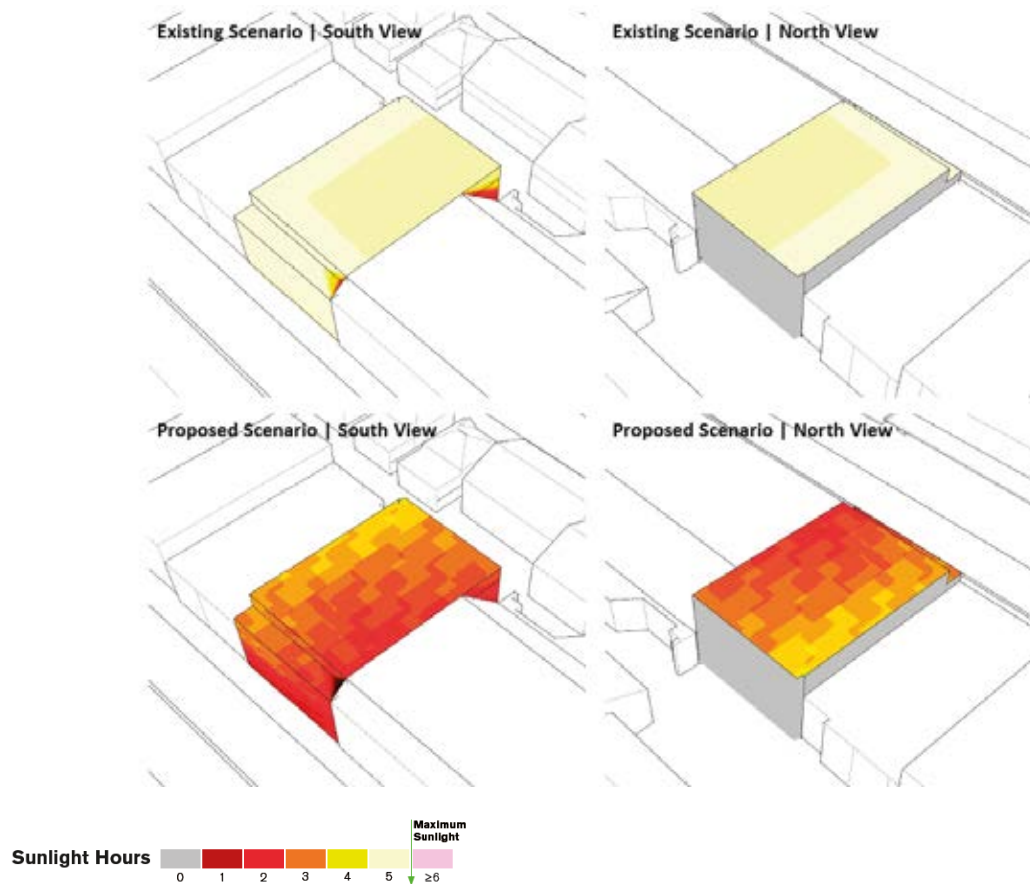 Existing Scenario | South View
Existing Scenario | North View
Proposed Scenario | South View
Proposed Scenario | North View
Maximum
Sunlight
Sunlight Hours
0 1 2 3 4 5 ≥6